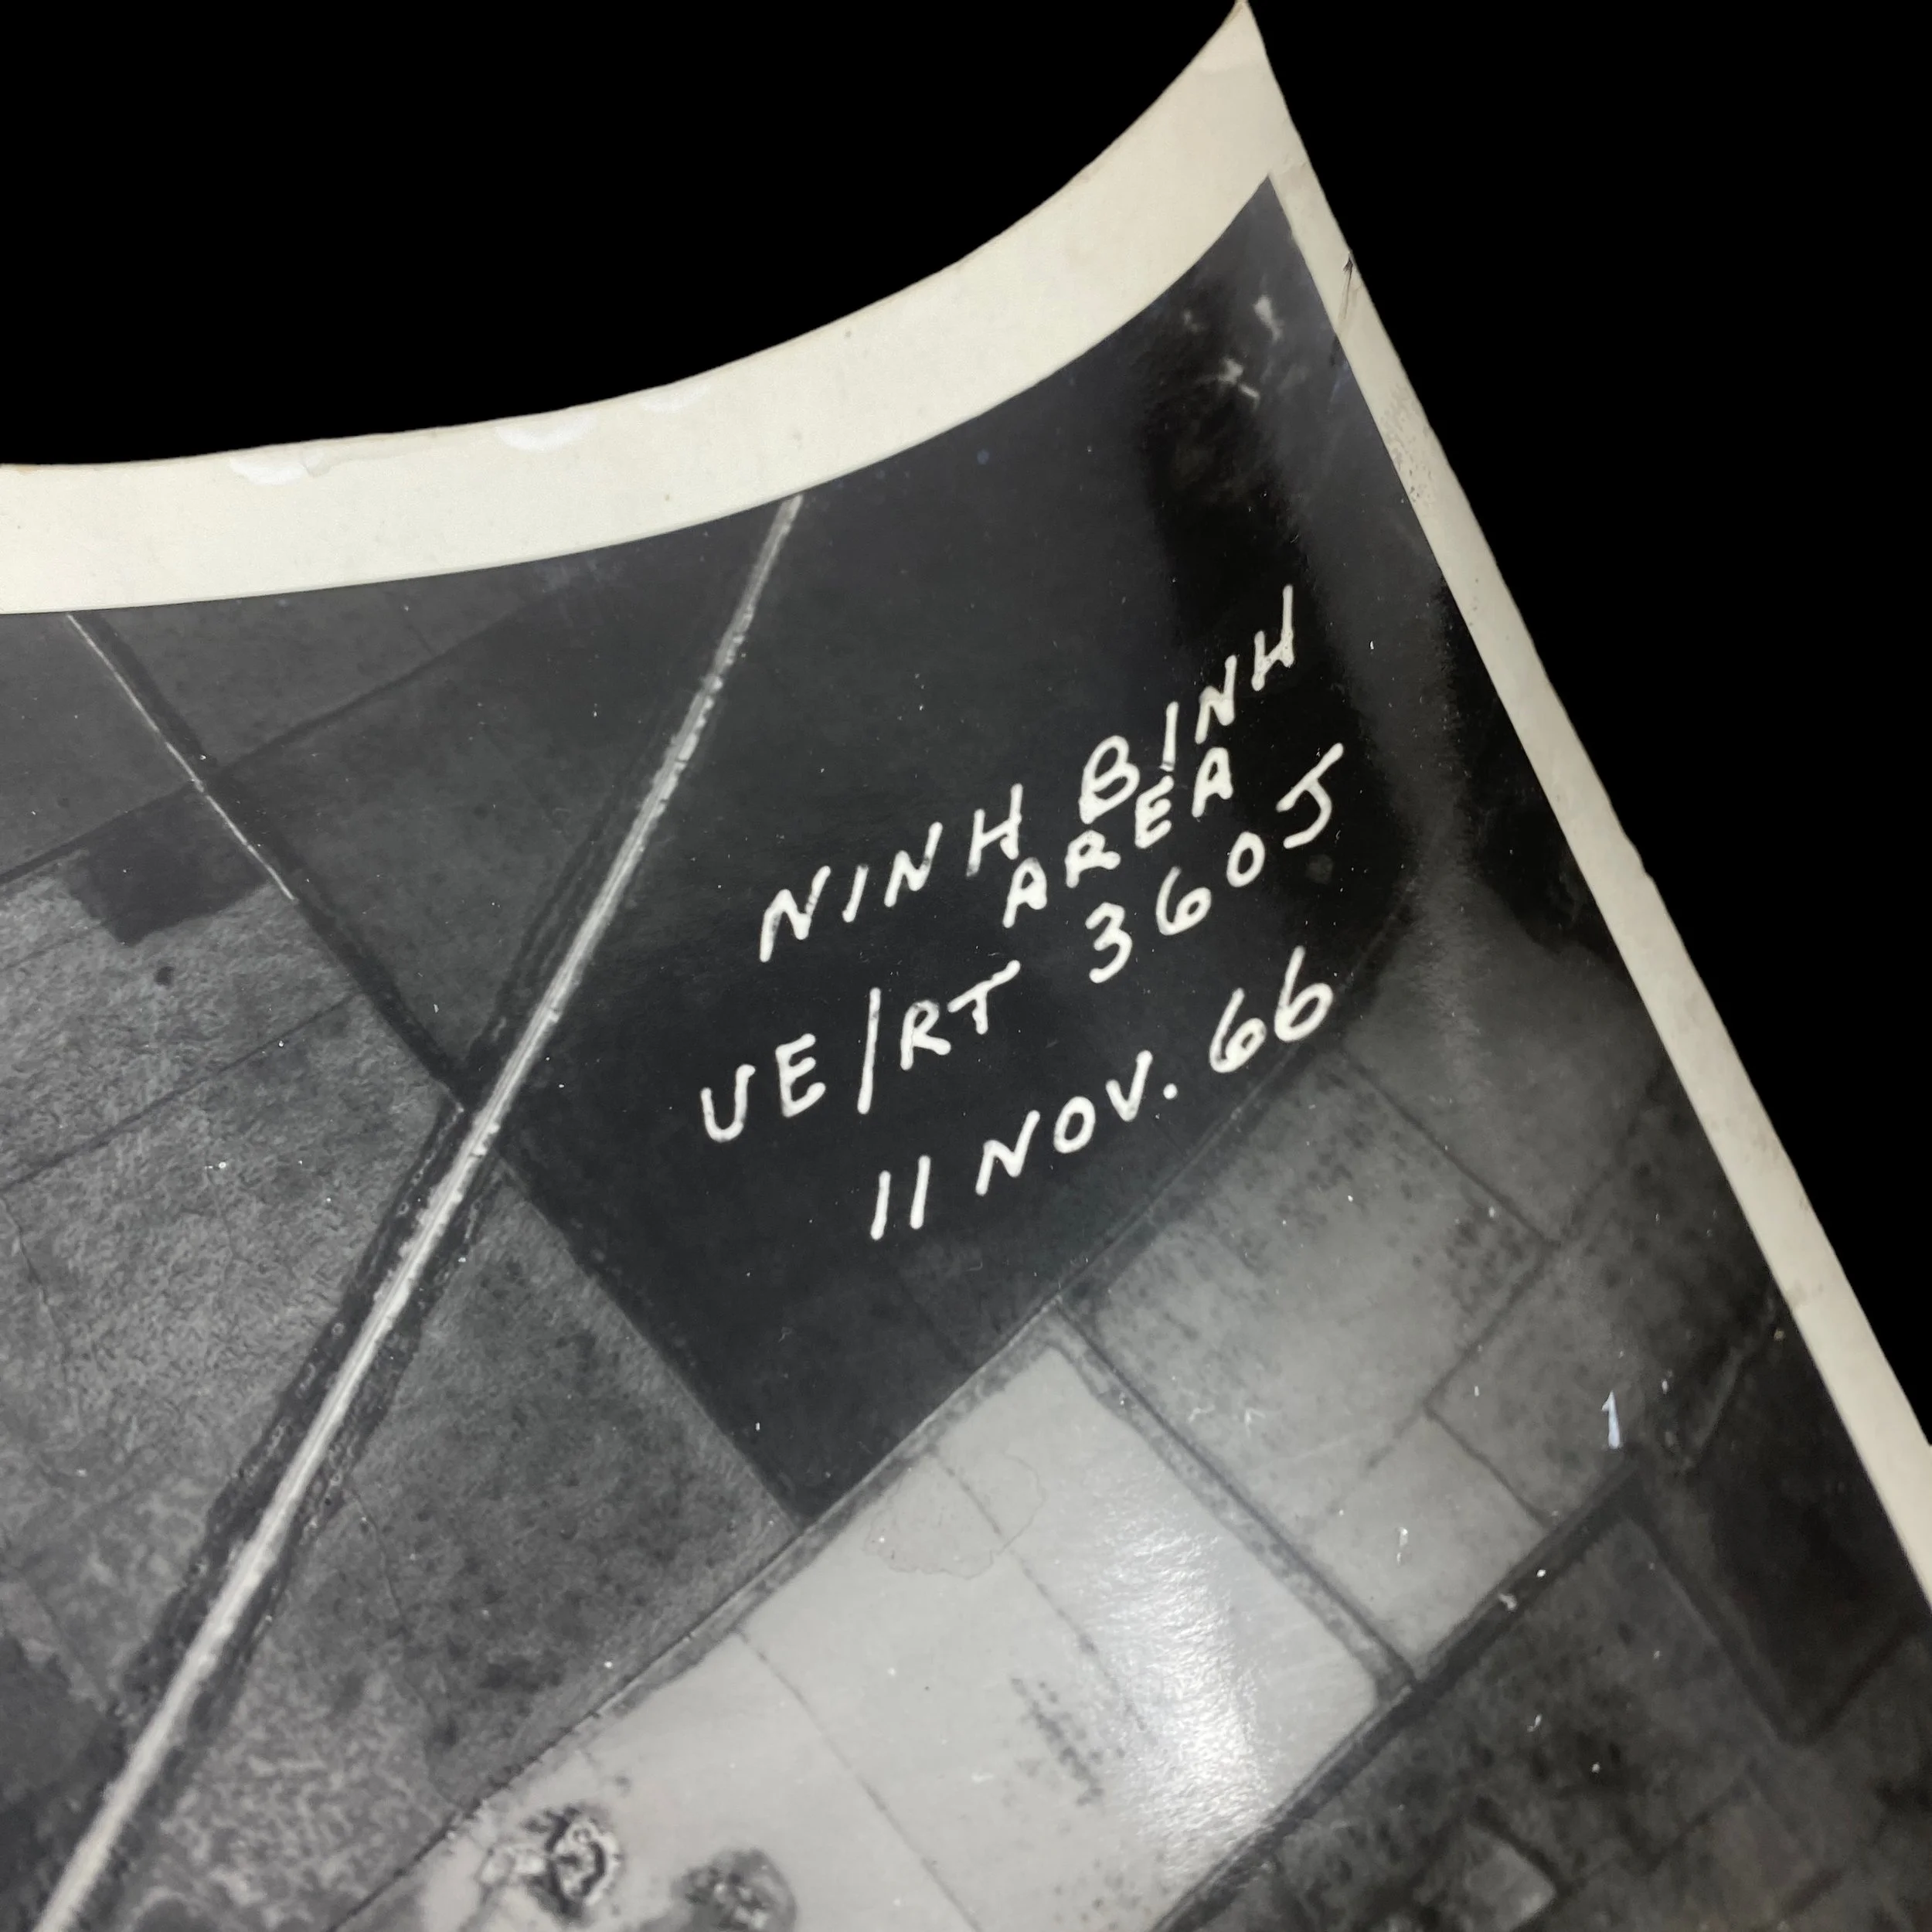 NINH BINH
AREA
UE/RT 360J
11 NOV. 66